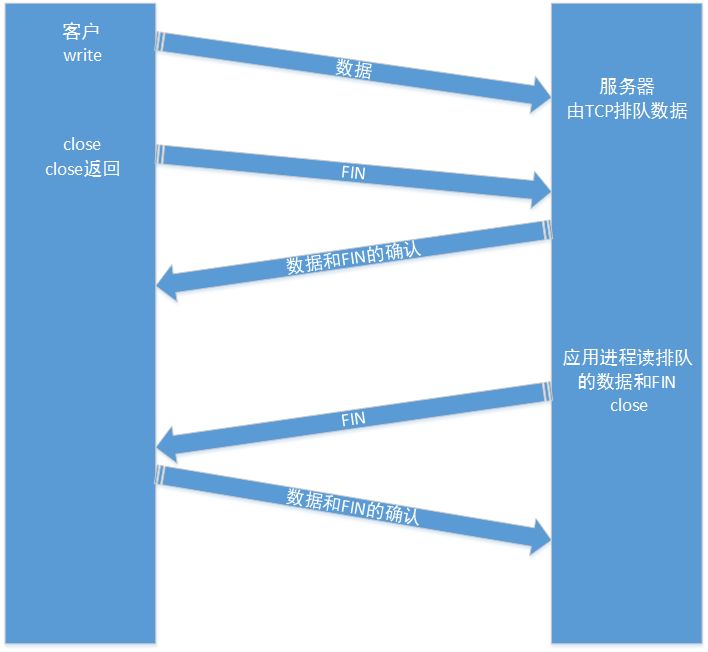 客户
write
数据
服务器
由TCP排队数据
close
close返回
FIN
数据和FIN的确认
应用进程读排队
的数据和FIN
close
FIN
数据和FIN的确认